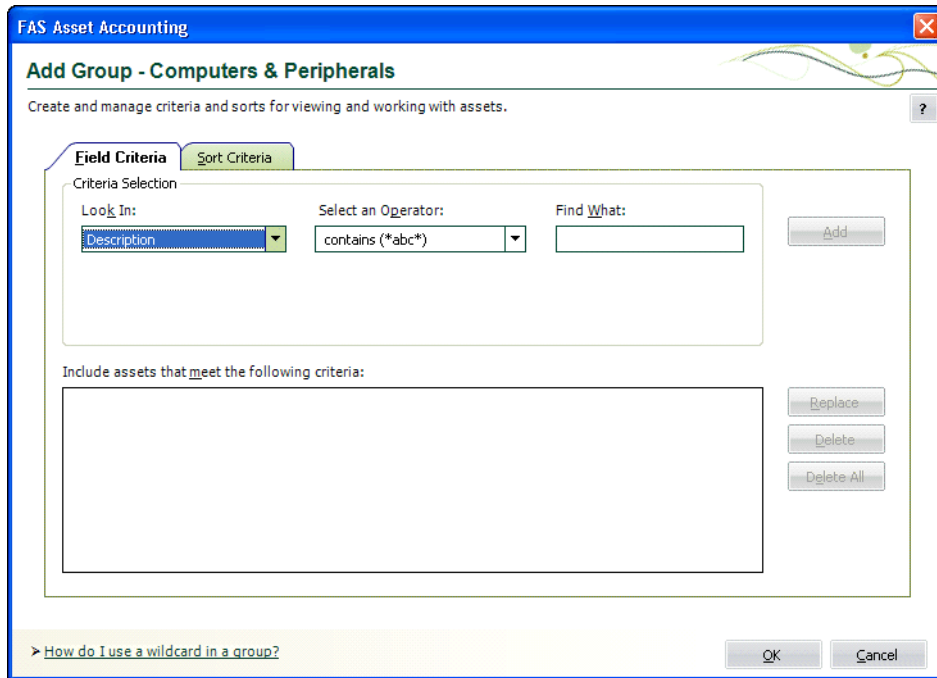 FAS Asset Accounting
Add Group - Computers & Peripherals
Create and manage criteria and sorts for viewing and working with assets.
?
Field Criteria Sort Criteria
Criteria Selection
Look In: Select an Operator: Find What:
Description contains (*abc*) Add
Include assets that meet the following criteria:
Replace
Delete
Delete All
➤ How do I use a wildcard in a group?
OK Cancel